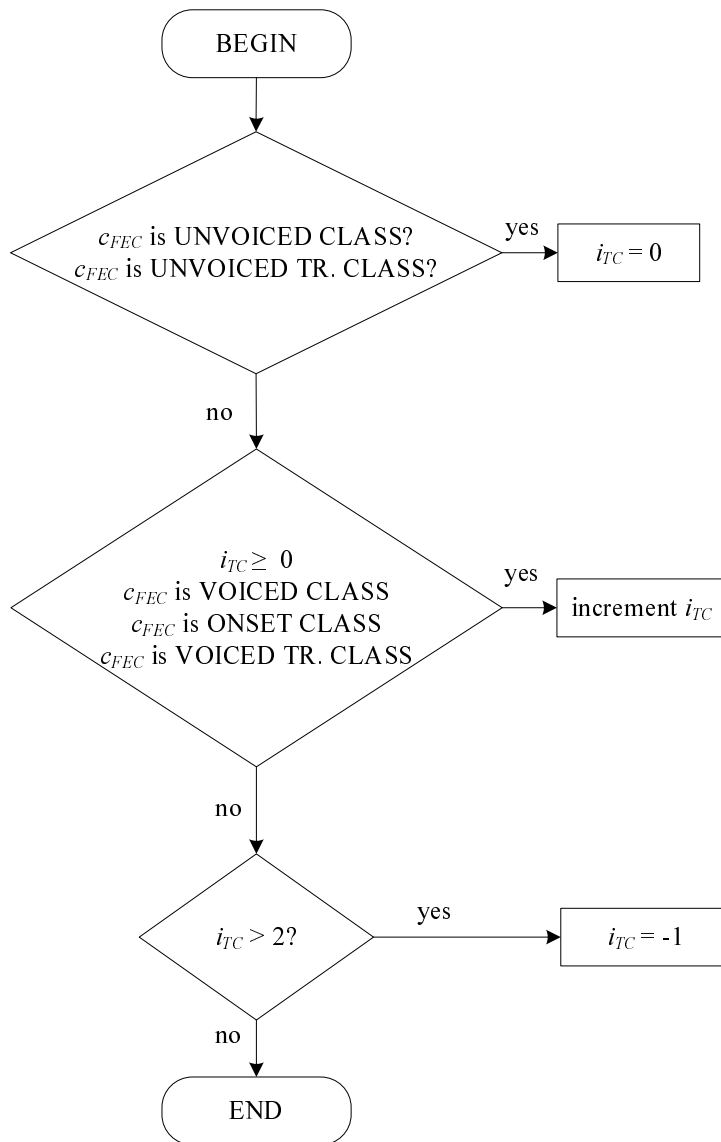 BEGIN
c_FEC is UNVOICED CLASS?
c_FEC is UNVOICED TR. CLASS?
yes
i_TC = 0
no
i_TC ≥ 0
c_FEC is VOICED CLASS
c_FEC is ONSET CLASS
c_FEC is VOICED TR. CLASS
yes
increment i_TC
no
i_TC > 2?
yes
i_TC = -1
no
END